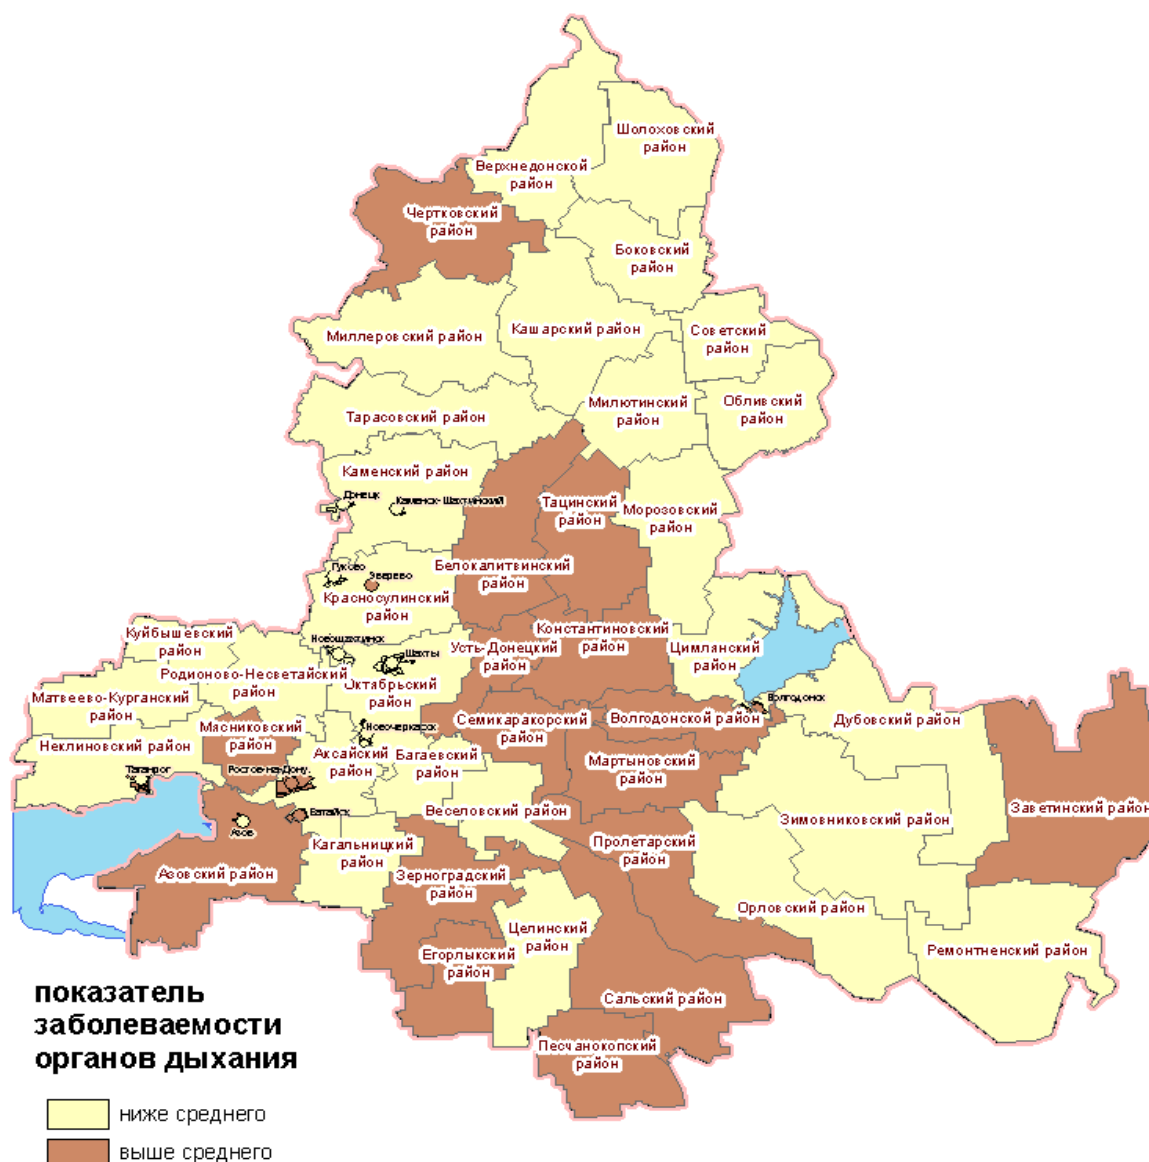 Шолоховский
район
Верхнедонской
район
Чертковский
район
Боковский
район
Миллеровский район
Кашарский район
Советский
район
Милютинский
район
Обливский
район
Тарасовский район
Каменский район
Донецк
Каменск-Шахтинский
Тацинский
район
Морозовский
район
Белокалитвинский
район
Гуково
Зверево
Красносулинский
район
Куйбышевский
район
Новошахтинск
Шахты
Усть-Донецкий
район
Константиновский
район
Цимлянский
район
Родионово-Несветайский
район
Октябрьский
район
Матвеево-Курганский
район
Волгодонск
Мясниковский
район
Новочеркасск
Семикаракорский
район
Волгодонской район
Дубовский район
Неклиновский район
Аксайский
район
Багаевский
район
Мартыновский
район
Таганрог
Ростов-на-Дону
Заветинский район
Батайск
Веселовский район
Зимовниковский район
Азов
Кагальницкий
район
Пролетарский
район
Азовский район
Зерноградский
район
Орловский район
Целинский
район
Егорлыкский
район
Ремонтненский район
Сальский район
Песчанокопский
район
показатель
заболеваемости
органов дыхания
ниже среднего
выше среднего